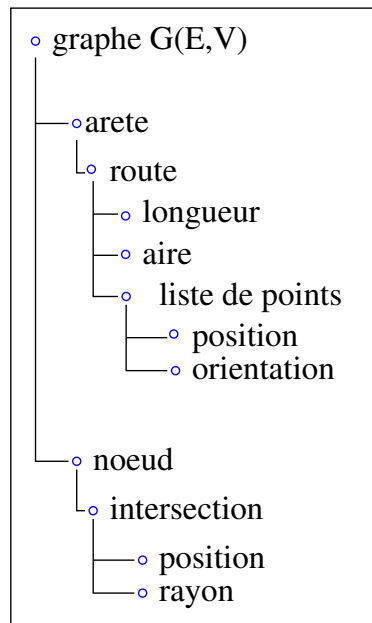 graphe G(E,V)
arete
route
longueur
aire
liste de points
position
orientation
noeud
intersection
position
rayon